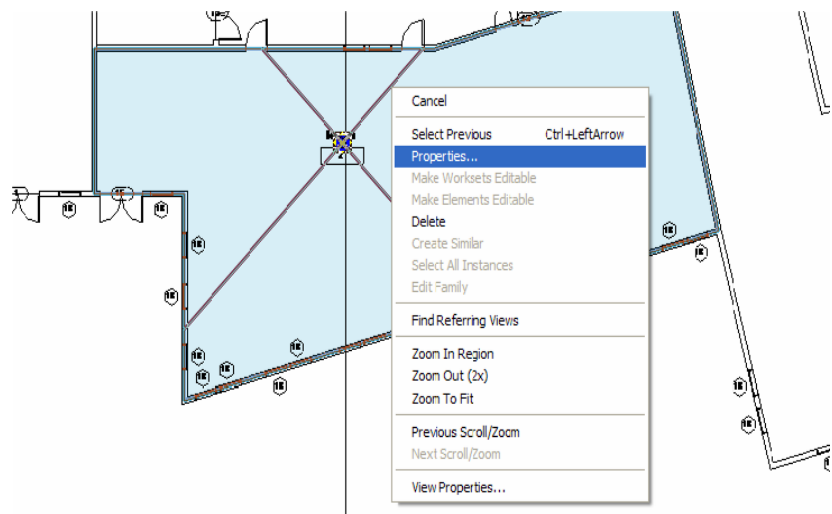 Cancel
Select Previous Ctrl+LeftArrow
Properties...
Make Worksets Editable
Make Elements Editable
Delete
Create Similar
Select All Instances
Edit Family
Find Referring Views
Zoom In Region
Zoom Out (2x)
Zoom To Fit
Previous Scroll/Zoom
Next Scroll/Zoom
View Properties...